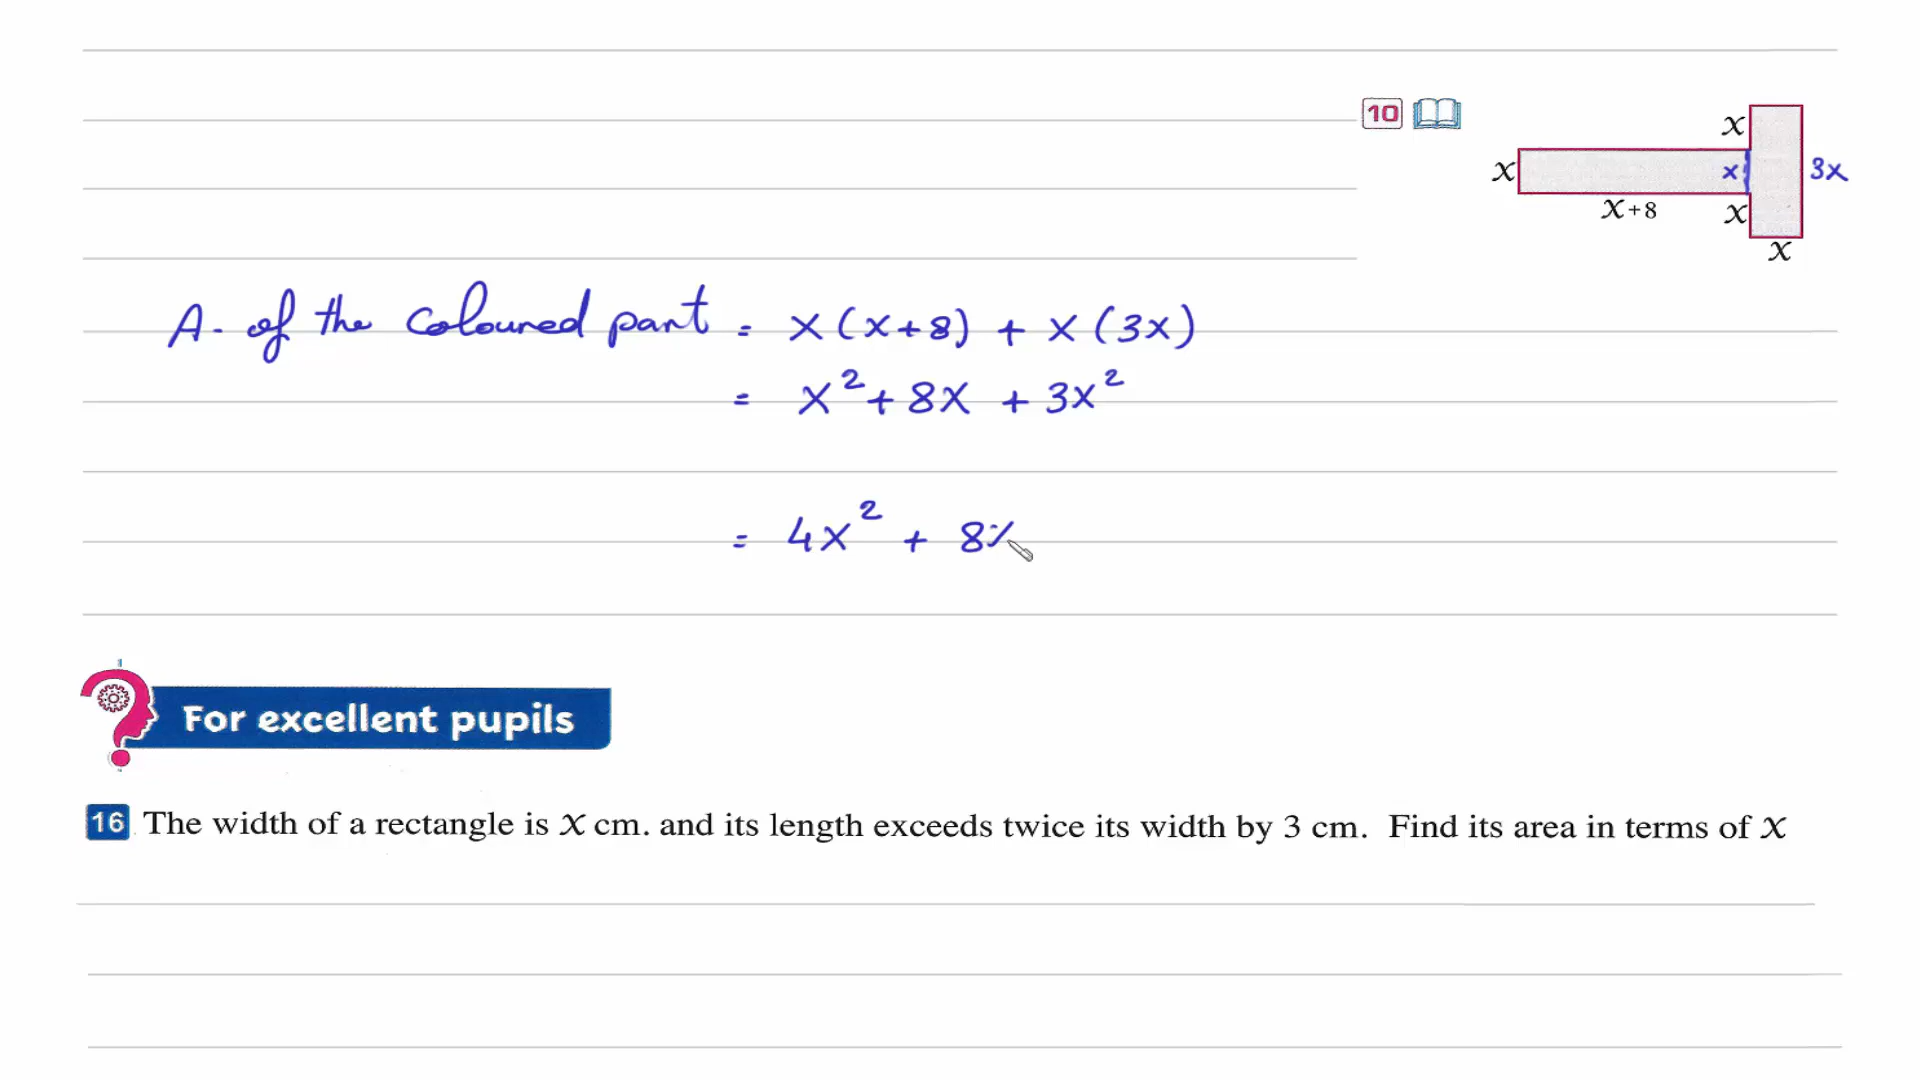 10
x
x
x
3x
x+8
x
x
A. of the coloured part = x(x+8) + x(3x)
= x² + 8x + 3x²
= 4x² + 8x
For excellent pupils
16 The width of a rectangle is x cm. and its length exceeds twice its width by 3 cm. Find its area in terms of x